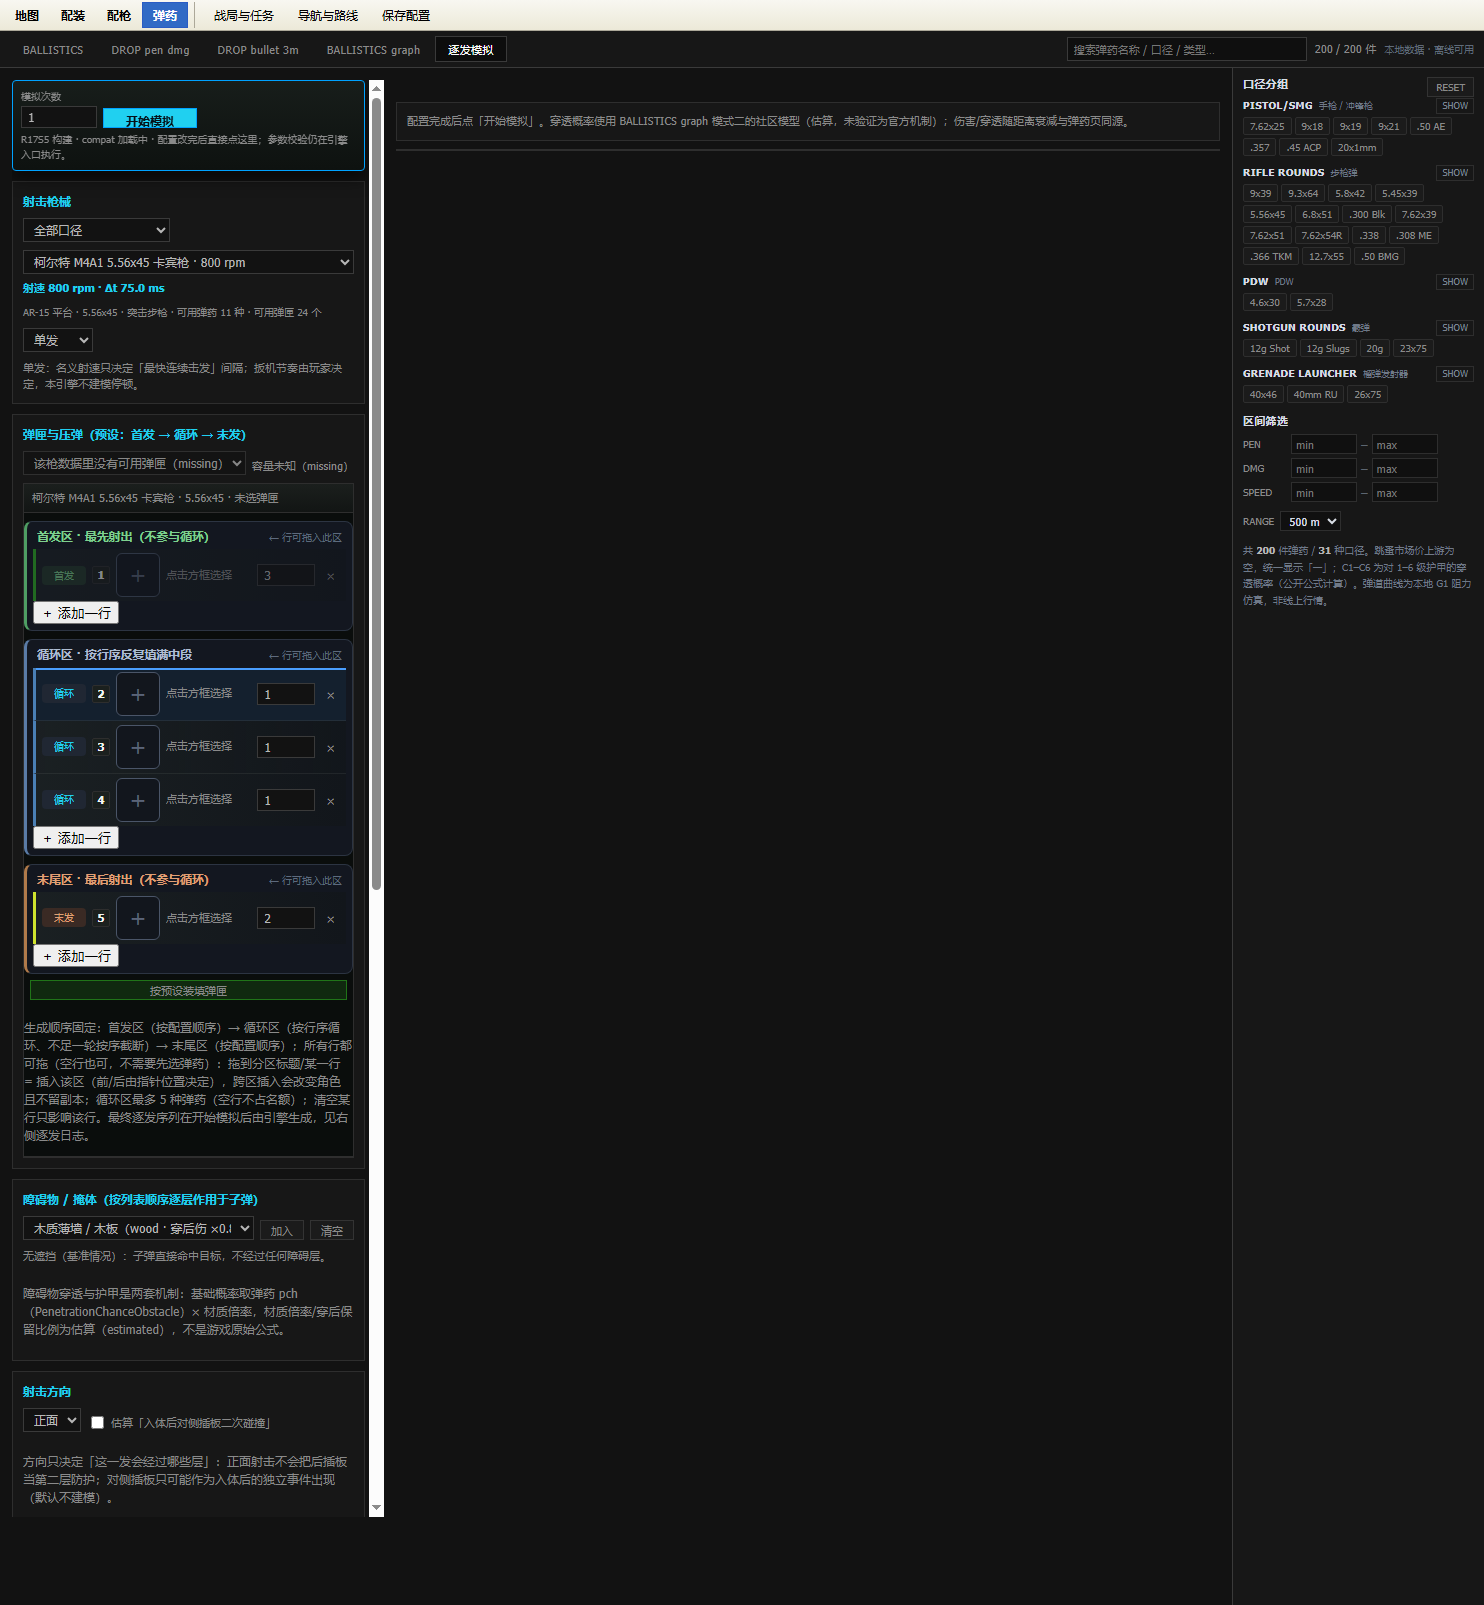 地图 配装 配枪 弹药 战局与任务 导航与路线 保存配置
BALLISTICS DROP pen dmg DROP bullet 3m BALLISTICS graph 逐发模拟 搜索弹药名称 / 口径 / 类型... 200 / 200 件 本地数据 · 离线可用
模拟次数
1 开始模拟
R17S5 构建 · compat 加载中 · 配置改完后直接点这里；参数校验仍在引擎
入口执行。
射击枪械
全部口径
柯尔特 M4A1 5.56x45 卡宾枪 · 800 rpm
射速 800 rpm · Δt 75.0 ms
AR-15 平台 · 5.56x45 · 突击步枪 · 可用弹药 11 种 · 可用弹匣 24 个
单发
单发：名义射速只决定「最快连续击发」间隔；扳机节奏由玩家决
定，本引擎不建模停顿。
弹匣与压弹（预设：首发 → 循环 → 末发）
该枪数据里没有可用弹匣（missing） 容量未知（missing）
柯尔特 M4A1 5.56x45 卡宾枪 · 5.56x45 · 未选弹匣
首发区 · 最先射出（不参与循环） ← 行可拖入此区
首发 1 + 点击方框选择 3 ×
+ 添加一行
循环区 · 按行序反复填满中段 ← 行可拖入此区
循环 2 + 点击方框选择 1 ×
循环 3 + 点击方框选择 1 ×
循环 4 + 点击方框选择 1 ×
+ 添加一行
末尾区 · 最后射出（不参与循环） ← 行可拖入此区
末发 5 + 点击方框选择 2 ×
+ 添加一行
按预设装填弹匣
生成顺序固定：首发区（按配置顺序）→ 循环区（按行序循
环、不足一轮按序截断）→ 末尾区（按配置顺序）；所有行都
可拖（空行也可，不需要先选弹药）：拖到分区标题/某一行
= 插入该区（前/后由指针位置决定），跨区插入会改变角色
且不留副本；循环区最多 5 种弹药（空行不占名额）；清空某
行只影响该行。最终逐发序列在开始模拟后由引擎生成，见右
侧逐发日志。
障碍物 / 掩体（按列表顺序逐层作用于子弹）
木质薄墙 / 木板（wood · 穿后伤 ×0.8 加入 清空
无遮挡（基准情况）：子弹直接命中目标，不经过任何障碍层。
障碍物穿透与护甲是两套机制：基础概率取弹药 pch
（PenetrationChanceObstacle）× 材质倍率，材质倍率/穿后保
留比例为估算（estimated），不是游戏原始公式。
射击方向
正面 估算「入体后对侧插板二次碰撞」
方向只决定「这一发会经过哪些层」：正面射击不会把后插板
当第二层防护；对侧插板只可能作为入体后的独立事件出现
（默认不建模）。
配置完成后点「开始模拟」。穿透概率使用 BALLISTICS graph 模式二的社区模型（估算，未验证为官方机制）；伤害/穿透随距离衰减与弹药页同源。
口径分组 RESET
PISTOL/SMG 手枪 / 冲锋枪 SHOW
7.62x25 9x18 9x19 9x21 .50 AE
.357 .45 ACP 20x1mm
RIFLE ROUNDS 步枪弹 SHOW
9x39 9.3x64 5.8x42 5.45x39
5.56x45 6.8x51 .300 Blk 7.62x39
7.62x51 7.62x54R .338 .308 ME
.366 TKM 12.7x55 .50 BMG
PDW PDW SHOW
4.6x30 5.7x28
SHOTGUN ROUNDS 霰弹 SHOW
12g Shot 12g Slugs 20g 23x75
GRENADE LAUNCHER 榴弹发射器 SHOW
40x46 40mm RU 26x75
区间筛选
PEN min – max
DMG min – max
SPEED min – max
RANGE 500 m
共 200 件弹药 / 31 种口径。跳蚤市场价上游为
空，统一显示「—」；C1–C6 为对 1–6 级护甲的穿
透概率（公开公式计算）。弹道曲线为本地 G1 阻力
仿真，非线上行情。